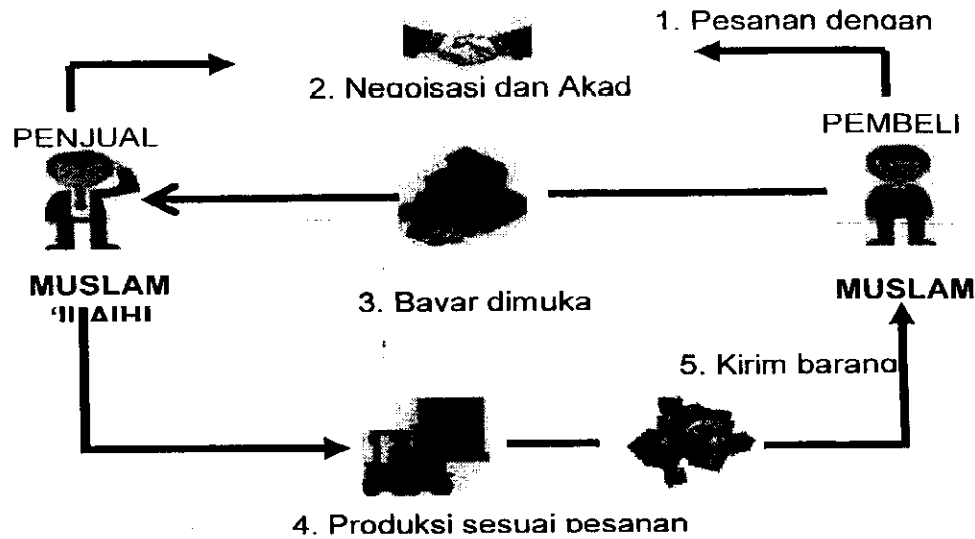 1. Pesanan dengan
2. Negoisasi dan Akad
PENJUAL
PEMBELI
MUSLAM
'ILAIHI
MUSLAM
3. Bayar dimuka
5. Kirim barang
4. Produksi sesuai pesanan